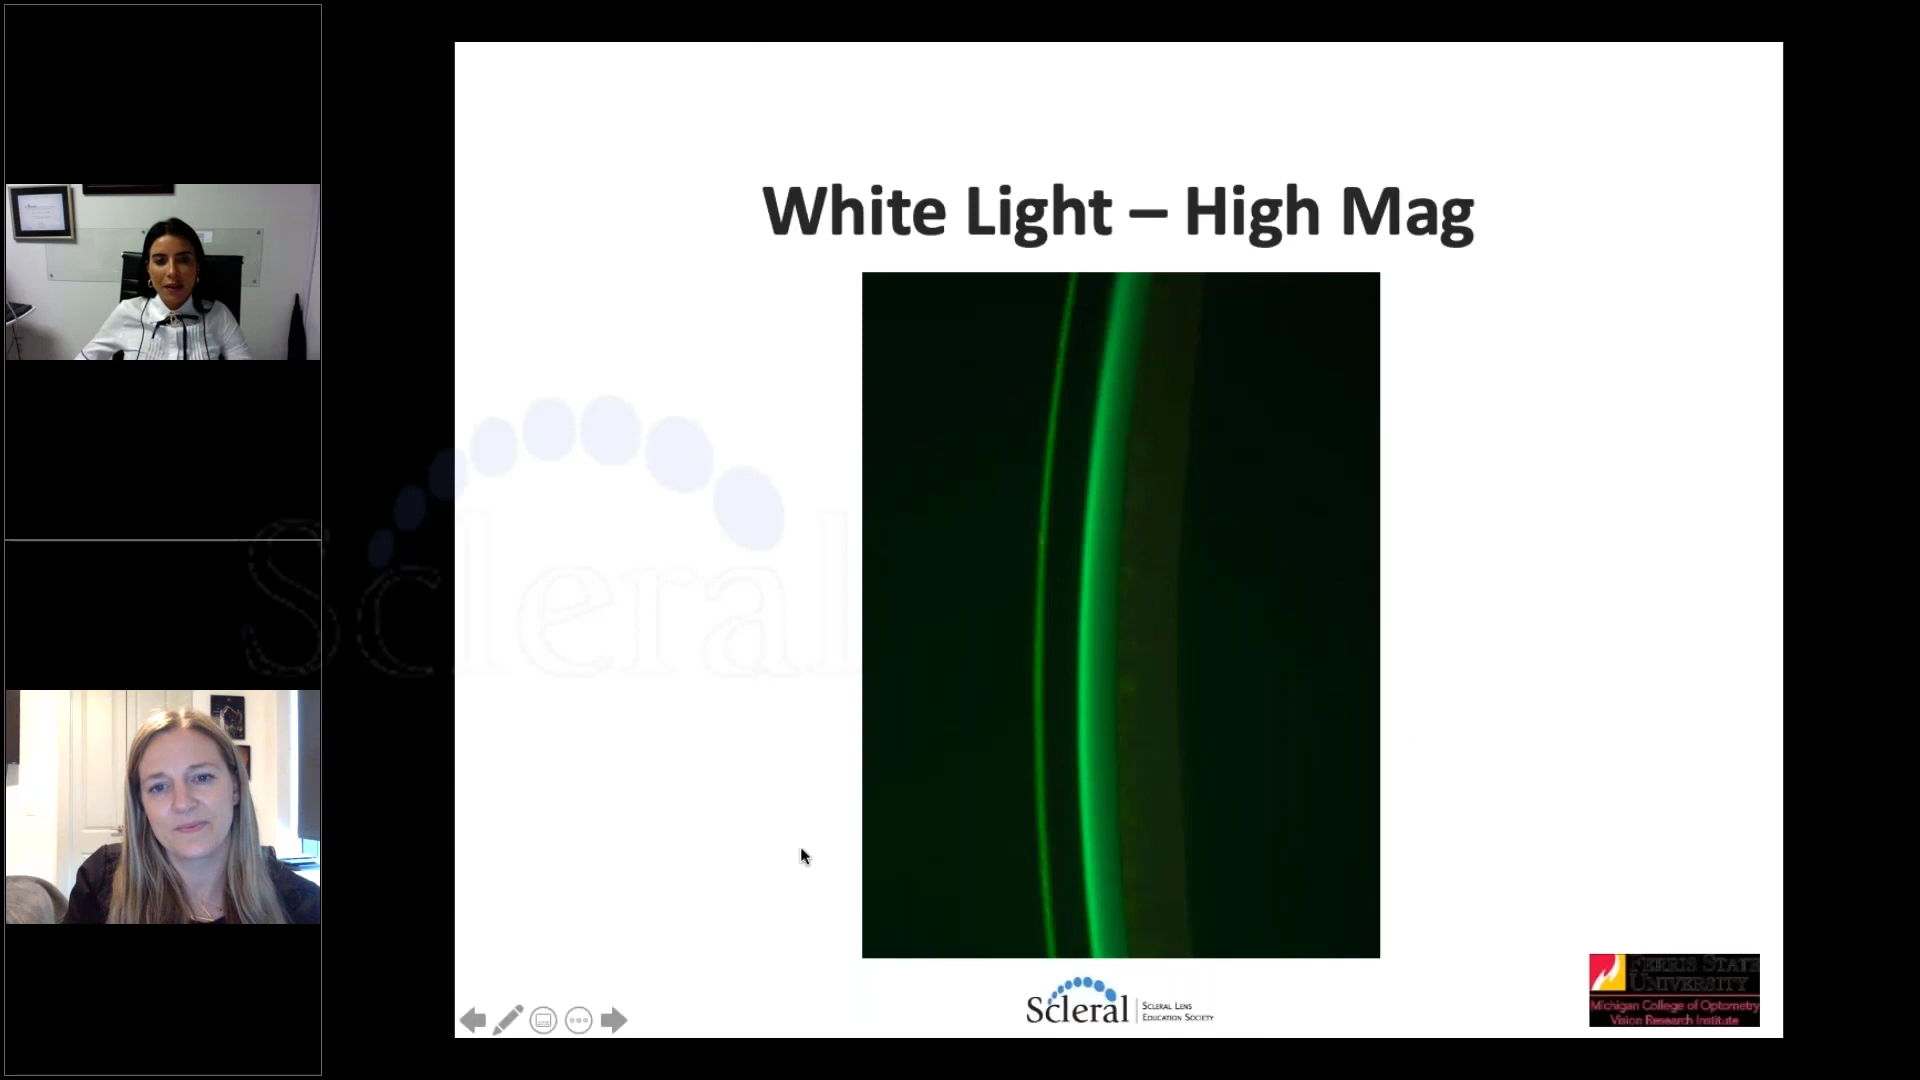 White Light – High Mag
Scleral
Scleral
SCLERAL LENS
EDUCATION SOCIETY
FERRIS STATE
UNIVERSITY
Michigan College of Optometry
Vision Research Institute